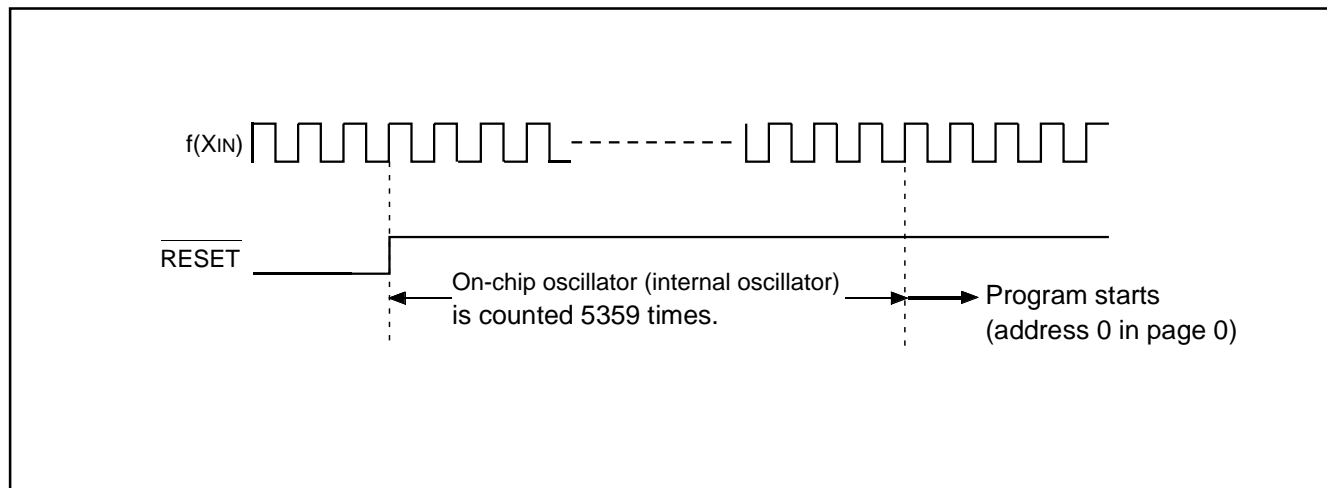 f(XIN)
RESET
On-chip oscillator (internal oscillator)
is counted 5359 times.
Program starts
(address 0 in page 0)